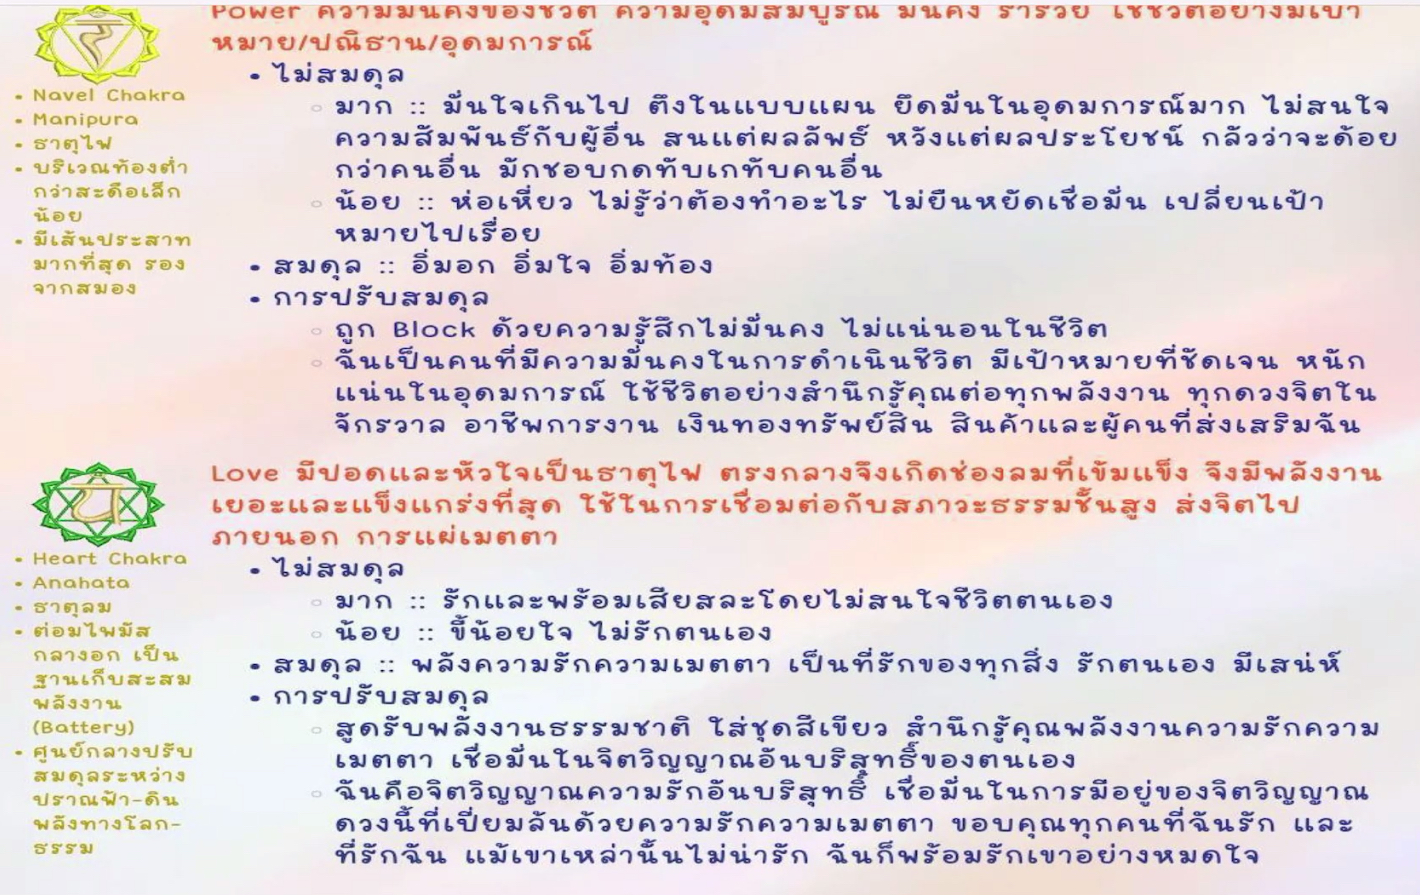 Power ความมั่นคงของชีวิต ความอุดมสมบูรณ์ มั่นคง ร่ำรวย ใช้ชีวิตอย่างมีเป้า
หมาย/ปณิธาน/อุดมการณ์
• ไม่สมดุล
◦ มาก :: มั่นใจเกินไป ตึงในแบบแผน ยึดมั่นในอุดมการณ์มาก ไม่สนใจ
ความสัมพันธ์กับผู้อื่น สนแต่ผลลัพธ์ หวังแต่ผลประโยชน์ กลัวว่าจะด้อย
กว่าคนอื่น มักชอบกดทับเกทับคนอื่น
◦ น้อย :: ห่อเหี่ยว ไม่รู้ว่าต้องทำอะไร ไม่ยืนหยัดเชื่อมั่น เปลี่ยนเป้า
หมายไปเรื่อย
• สมดุล :: อิ่มอก อิ่มใจ อิ่มท้อง
• การปรับสมดุล
◦ ถูก Block ด้วยความรู้สึกไม่มั่นคง ไม่แน่นอนในชีวิต
◦ ฉันเป็นคนที่มีความมั่นคงในการดำเนินชีวิต มีเป้าหมายที่ชัดเจน หนัก
แน่นในอุดมการณ์ ใช้ชีวิตอย่างสำนึกรู้คุณต่อทุกพลังงาน ทุกดวงจิตใน
จักรวาล อาชีพการงาน เงินทองทรัพย์สิน สินค้าและผู้คนที่ส่งเสริมฉัน
• Navel Chakra
• Manipura
• ธาตุไฟ
• บริเวณท้องต่ำ
กว่าสะดือเล็ก
น้อย
• มีเส้นประสาท
มากที่สุด รอง
จากสมอง
Love มีปอดและหัวใจเป็นธาตุไฟ ตรงกลางจึงเกิดช่องลมที่เข้มแข็ง จึงมีพลังงาน
เยอะและแข็งแกร่งที่สุด ใช้ในการเชื่อมต่อกับสภาวะธรรมชั้นสูง ส่งจิตไป
ภายนอก การแผ่เมตตา
• ไม่สมดุล
◦ มาก :: รักและพร้อมเสียสละโดยไม่สนใจชีวิตตนเอง
◦ น้อย :: ขี้น้อยใจ ไม่รักตนเอง
• สมดุล :: พลังความรักความเมตตา เป็นที่รักของทุกสิ่ง รักตนเอง มีเสน่ห์
• การปรับสมดุล
◦ สูดรับพลังงานธรรมชาติ ใส่ชุดสีเขียว สำนึกรู้คุณพลังงานความรักความ
เมตตา เชื่อมั่นในจิตวิญญาณอันบริสุทธิ์ของตนเอง
◦ ฉันคือจิตวิญญาณความรักอันบริสุทธิ์ เชื่อมั่นในการมีอยู่ของจิตวิญญาณ
ดวงนี้ที่เปี่ยมล้นด้วยความรักความเมตตา ขอบคุณทุกคนที่ฉันรัก และ
ที่รักฉัน แม้เขาเหล่านั้นไม่น่ารัก ฉันก็พร้อมรักเขาอย่างหมดใจ
• Heart Chakra
• Anahata
• ธาตุลม
• ต่อมไพมัส
กลางอก เป็น
ฐานเก็บสะสม
พลังงาน
(Battery)
• ศูนย์กลางปรับ
สมดุลระหว่าง
ปราณฟ้า-ดิน
พลังทางโลก-
ธรรม